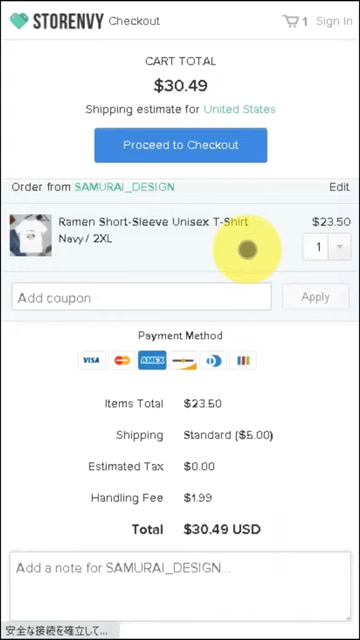 STORENVY Checkout 1 Sign In
CART TOTAL
$30.49
Shipping estimate for United States
Proceed to Checkout
Order from SAMURAI_DESIGN Edit
Ramen Short-Sleeve Unisex T-Shirt $23.50
Navy / 2XL 1
Add coupon Apply
Payment Method
VISA AMEX
Items Total $23.50
Shipping Standard ($5.00)
Estimated Tax $0.00
Handling Fee $1.99
Total $30.49 USD
Add a note for SAMURAI_DESIGN...
安全な接続を確立して...